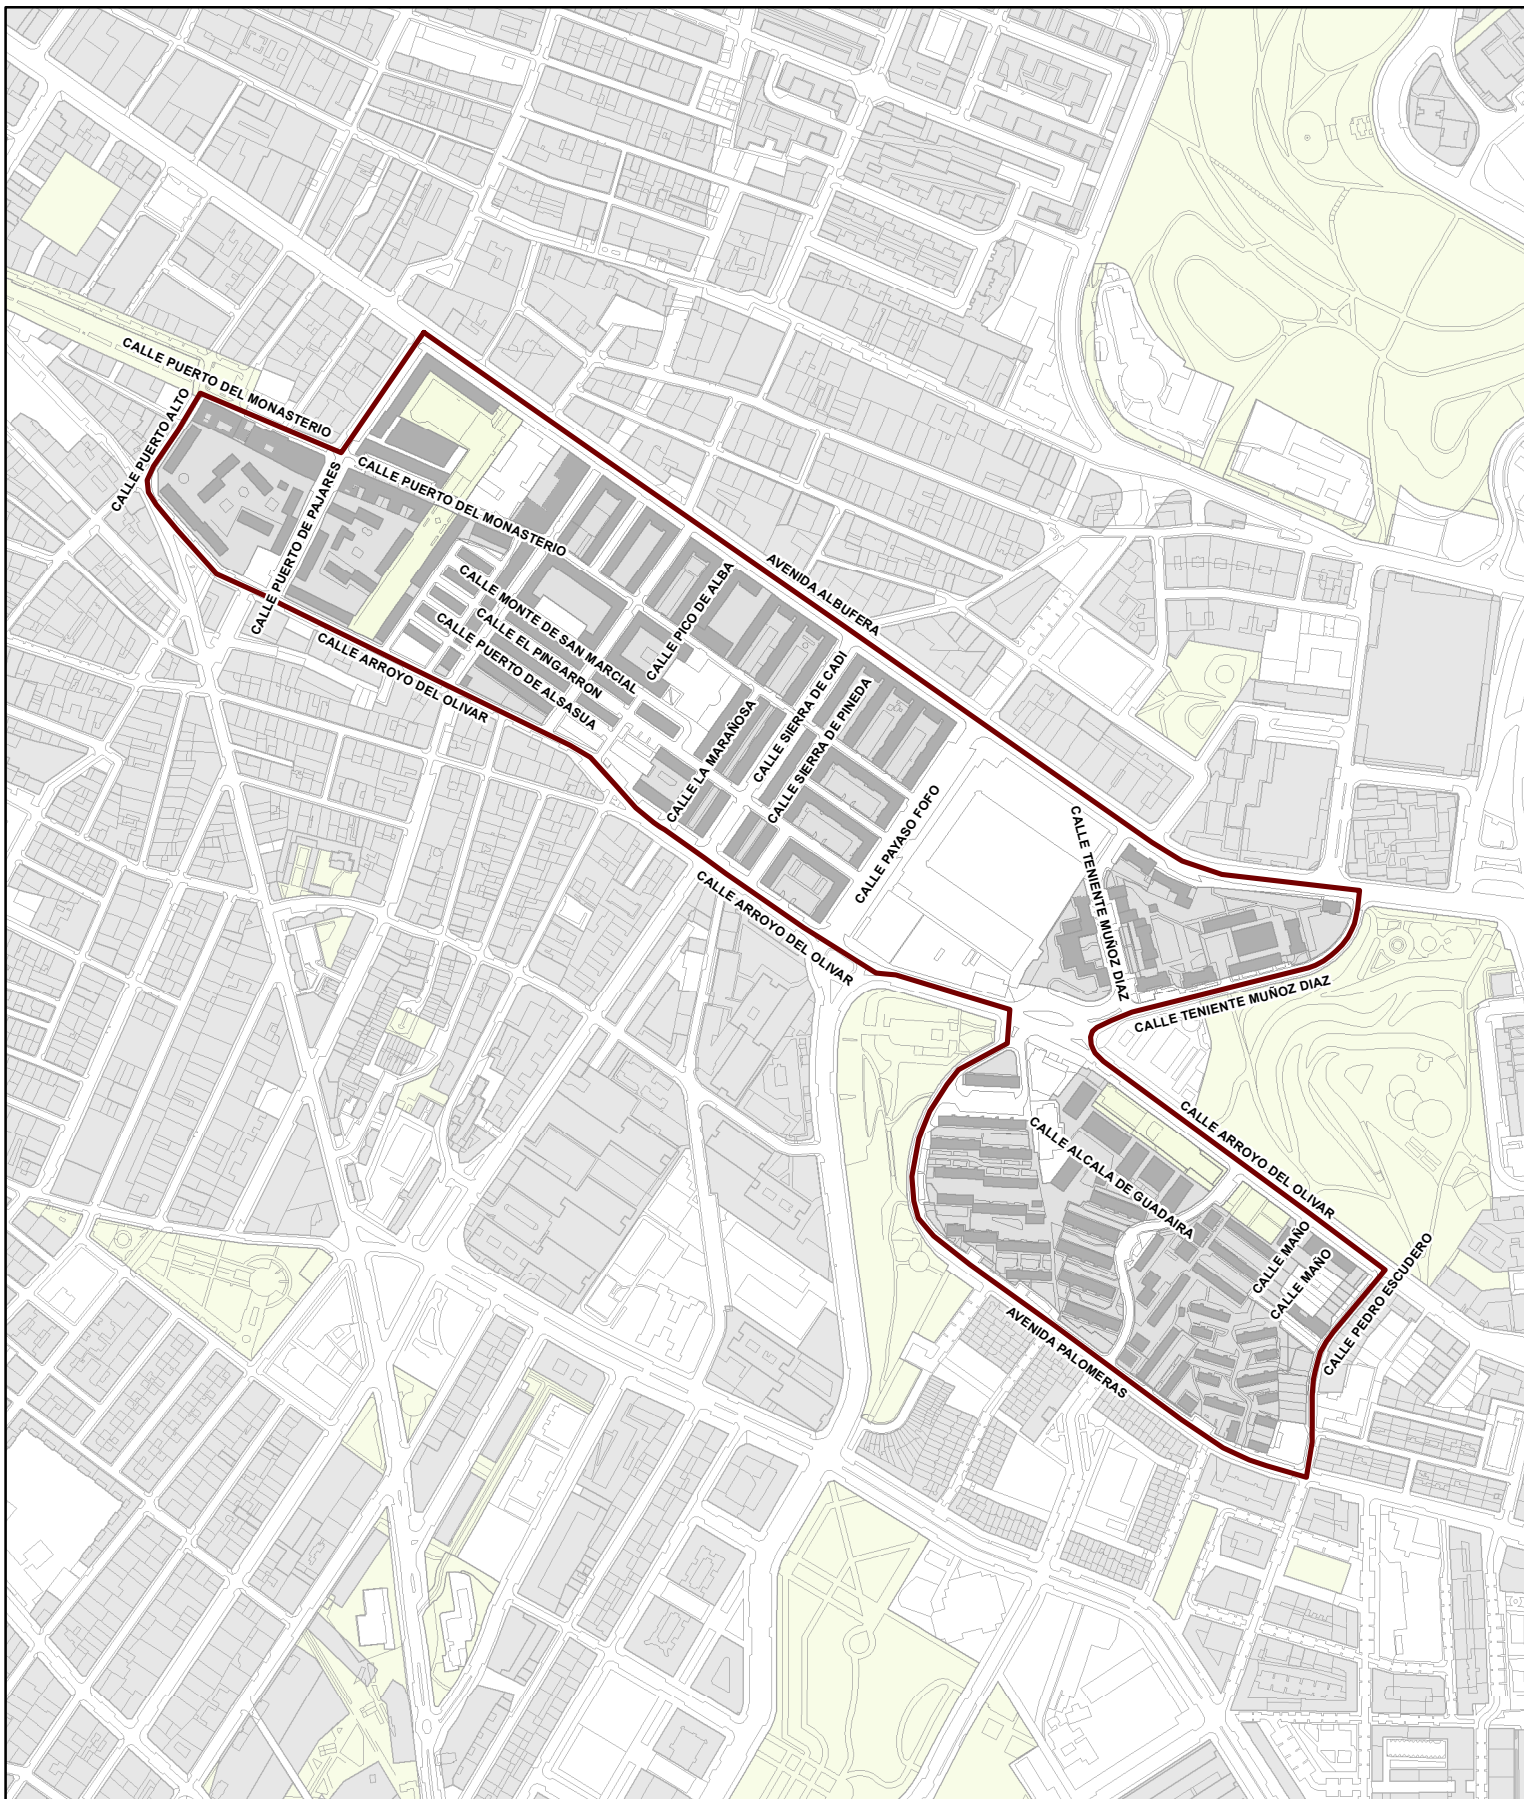 CALLE PUERTO DEL MONASTERIO
CALLE PUERTO ALTO
CALLE PUERTO DE PAJARES
CALLE PUERTO DEL MONASTERIO
AVENIDA ALBUFERA
CALLE PICO DE ALBA
CALLE MONTE DE SAN MARCIAL
CALLE EL PINGARRON
CALLE PUERTO DE ALSASUA
CALLE ARROYO DEL OLIVAR
CALLE LA MARAÑOSA
CALLE SIERRA DE CADI
CALLE SIERRA DE PINEDA
CALLE PAYASO FOFO
CALLE TENIENTE MUÑOZ DIAZ
CALLE ARROYO DEL OLIVAR
CALLE TENIENTE MUÑOZ DIAZ
CALLE ARROYO DEL OLIVAR
CALLE ALCALA DE GUADAIRA
CALLE MAÑO
CALLE MAÑO
CALLE PEDRO ESCUDERO
AVENIDA PALOMERAS